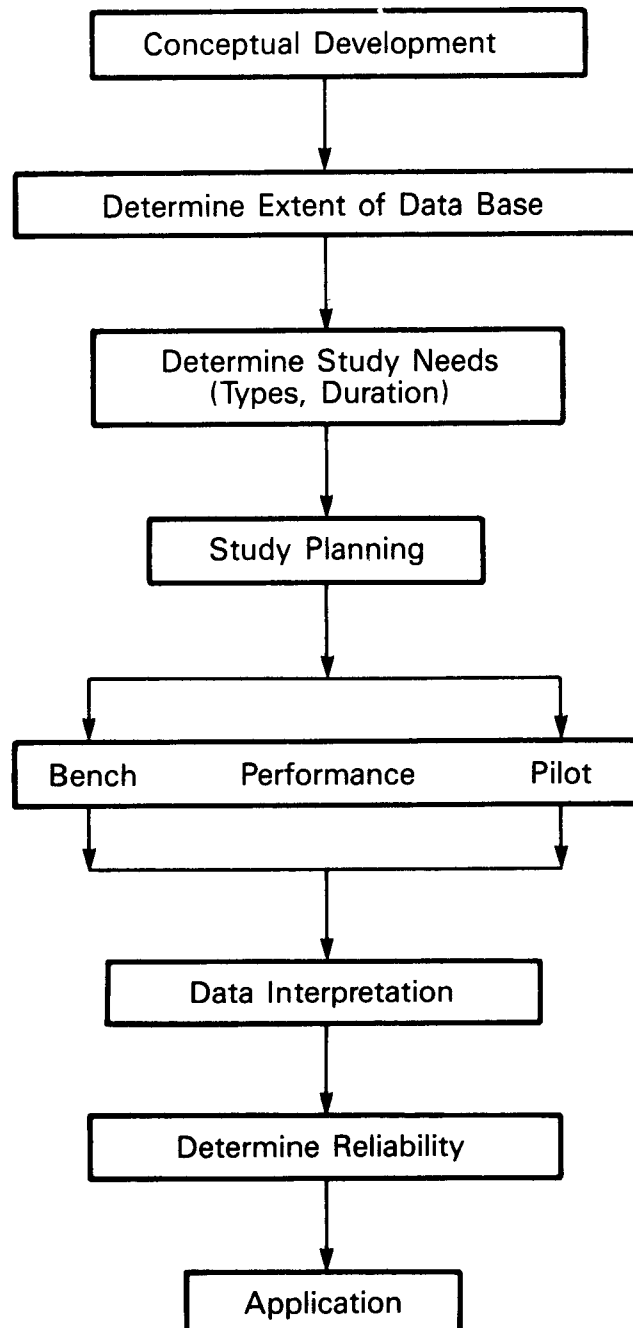 Conceptual Development
Determine Extent of Data Base
Determine Study Needs
(Types, Duration)
Study Planning
Bench Performance Pilot
Data Interpretation
Determine Reliability
Application